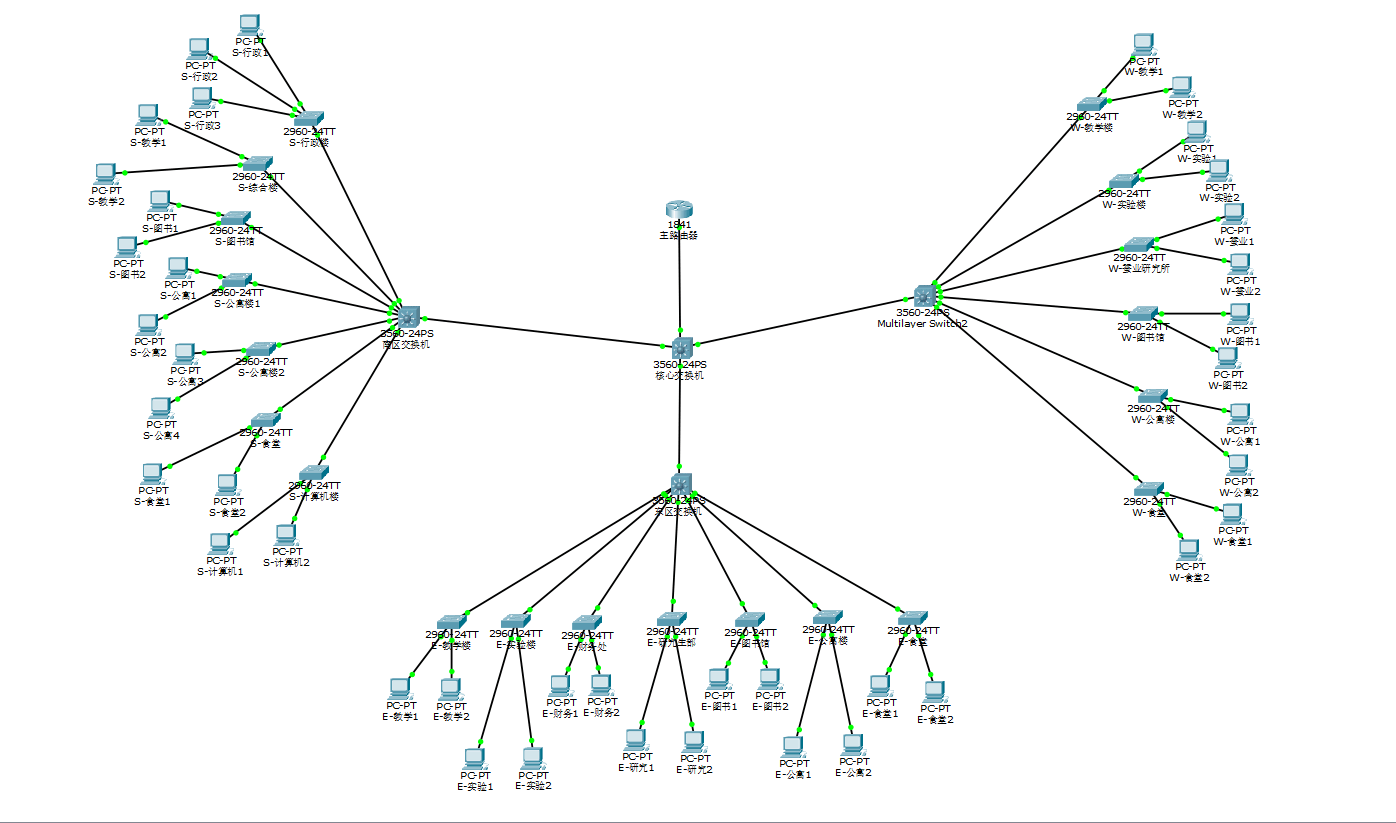 PC-PT
S-行政1
PC-PT
S-行政2
PC-PT
S-行政3
2960-24TT
S-行政楼
PC-PT
S-教学1
2960-24TT
S-综合楼
PC-PT
S-教学2
PC-PT
S-图书1
2960-24TT
S-图书馆
PC-PT
S-图书2
PC-PT
S-公寓1
2960-24TT
S-公寓楼1
PC-PT
S-公寓2
PC-PT
S-公寓3
2960-24TT
S-公寓楼2
PC-PT
S-公寓4
2960-24TT
S-食堂
PC-PT
S-食堂1
PC-PT
S-食堂2
2960-24TT
S-计算机楼
PC-PT
S-计算机1
PC-PT
S-计算机2
3560-24PS
南区交换机
1841
主路由器
3560-24PS
核心交换机
3560-24PS
Multilayer Switch2
PC-PT
W-教学1
2960-24TT
W-教学楼
PC-PT
W-教学2
PC-PT
W-实验1
2960-24TT
W-实验楼
PC-PT
W-实验2
PC-PT
W-蚕业1
2960-24TT
W-蚕业研究所
PC-PT
W-蚕业2
2960-24TT
W-图书馆
PC-PT
W-图书1
PC-PT
W-图书2
2960-24TT
W-公寓楼
PC-PT
W-公寓1
PC-PT
W-公寓2
2960-24TT
W-食堂
PC-PT
W-食堂1
PC-PT
W-食堂2
3560-24PS
东区交换机
2960-24TT
E-教学楼
2960-24TT
E-实验楼
2960-24TT
E-财务处
2960-24TT
E-研究生部
2960-24TT
E-图书馆
2960-24TT
E-公寓楼
2960-24TT
E-食堂
PC-PT
E-教学1
PC-PT
E-教学2
PC-PT
E-财务1
PC-PT
E-财务2
PC-PT
E-图书1
PC-PT
E-图书2
PC-PT
E-食堂1
PC-PT
E-食堂2
PC-PT
E-实验1
PC-PT
E-实验2
PC-PT
E-研究1
PC-PT
E-研究2
PC-PT
E-公寓1
PC-PT
E-公寓2